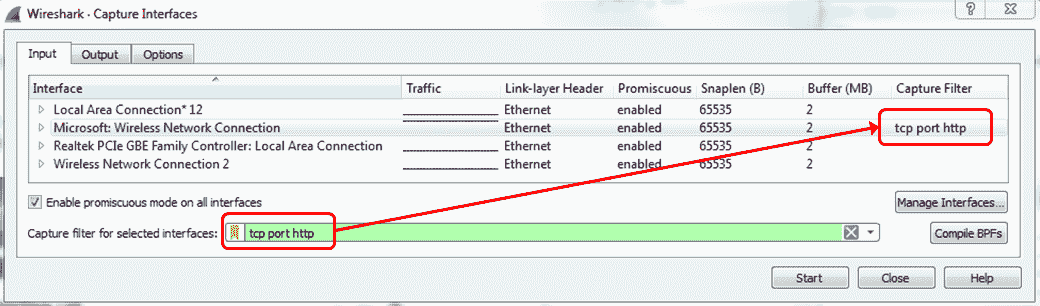 Wireshark · Capture Interfaces
Input Output Options
Interface Traffic Link-layer Header Promiscuous Snaplen (B) Buffer (MB) Capture Filter
Local Area Connection* 12 Ethernet enabled 65535 2
Microsoft: Wireless Network Connection Ethernet enabled 65535 2 tcp port http
Realtek PCIe GBE Family Controller: Local Area Connection Ethernet enabled 65535 2
Wireless Network Connection 2 Ethernet enabled 65535 2
Enable promiscuous mode on all interfaces Manage Interfaces...
Capture filter for selected interfaces: tcp port http Compile BPFs
Start Close Help